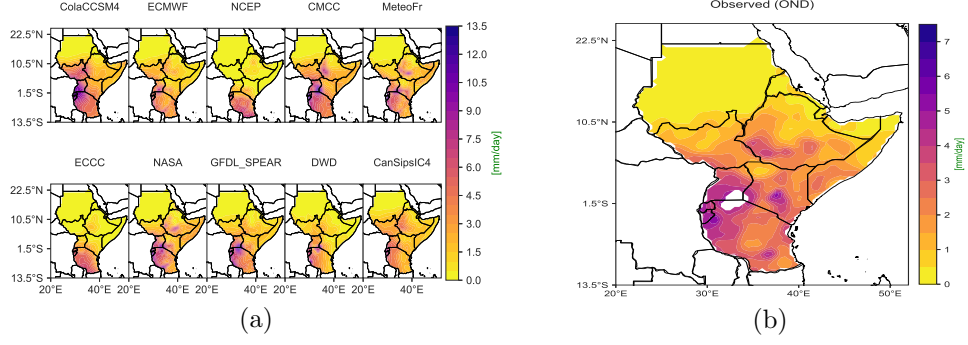 ColaCCSM4 ECMWF NCEP CMCC MeteoFr
22.5°N
10.5°N
1.5°S
13.5°S
ECCC NASA GFDL_SPEAR DWD CanSipsIC4
22.5°N
10.5°N
1.5°S
13.5°S
20°E 40°E 20°E 40°E 20°E 40°E 20°E 40°E 20°E 40°E
13.5
12.0
10.5
9.0
7.5
6.0
4.5
3.0
1.5
0.0
[mm/day]
(a)
Observed (OND)
22.5°N
10.5°N
1.5°S
13.5°S
20°E 30°E 40°E 50°E
7
6
5
4
3
2
1
0
[mm/day]
(b)